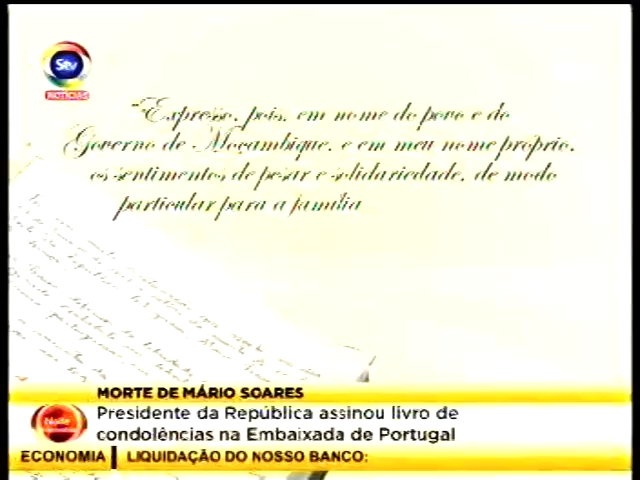 Stv
NOTÍCIAS
"Expresso, pois, em nome do povo e do
Governo de Moçambique, e em meu nome próprio,
os sentimentos de pesar e solidariedade, de modo
particular para a família
MORTE DE MÁRIO SOARES
Presidente da República assinou livro de
condolências na Embaixada de Portugal
ECONOMIA LIQUIDAÇÃO DO NOSSO BANCO: